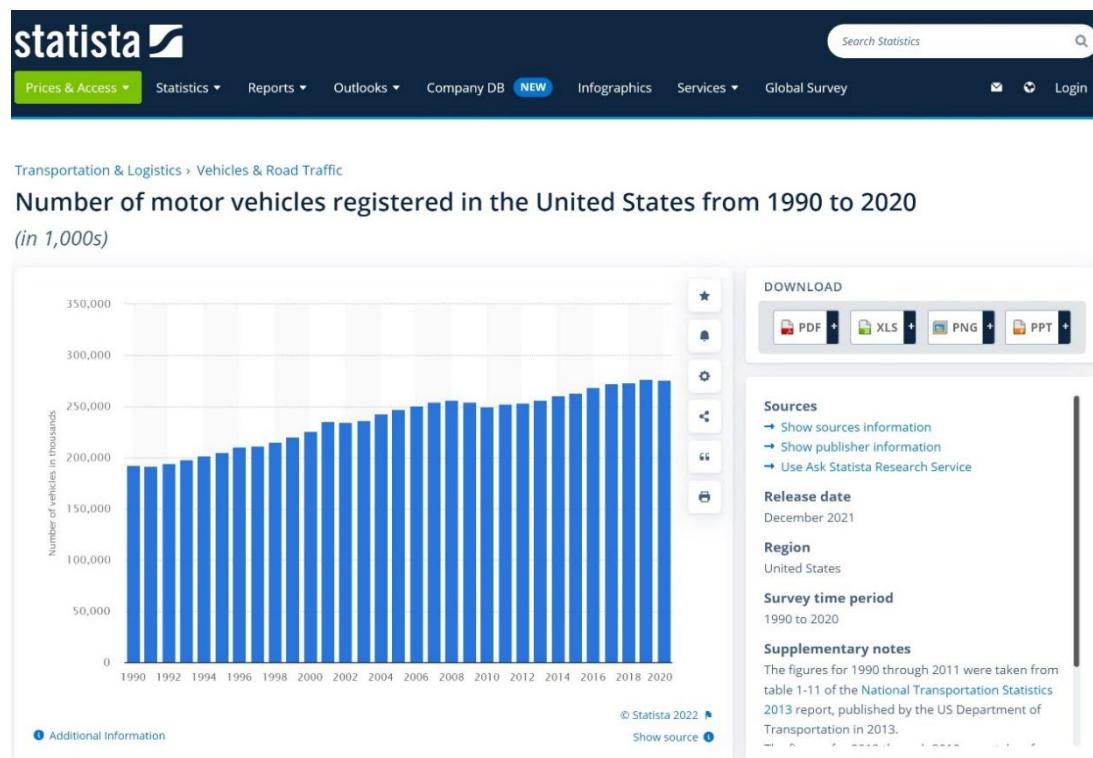 statista
Search Statistics
Prices & Access Statistics Reports Outlooks Company DB NEW Infographics Services Global Survey Login
Transportation & Logistics › Vehicles & Road Traffic
Number of motor vehicles registered in the United States from 1990 to 2020
(in 1,000s)
350,000
300,000
250,000
200,000
150,000
100,000
50,000
0
Number of vehicles in thousands
1990 1992 1994 1996 1998 2000 2002 2004 2006 2008 2010 2012 2014 2016 2018 2020
© Statista 2022
Additional Information
Show source
DOWNLOAD
PDF + XLS + PNG + PPT +
Sources
→ Show sources information
→ Show publisher information
→ Use Ask Statista Research Service
Release date
December 2021
Region
United States
Survey time period
1990 to 2020
Supplementary notes
The figures for 1990 through 2011 were taken from
table 1-11 of the National Transportation Statistics
2013 report, published by the US Department of
Transportation in 2013.